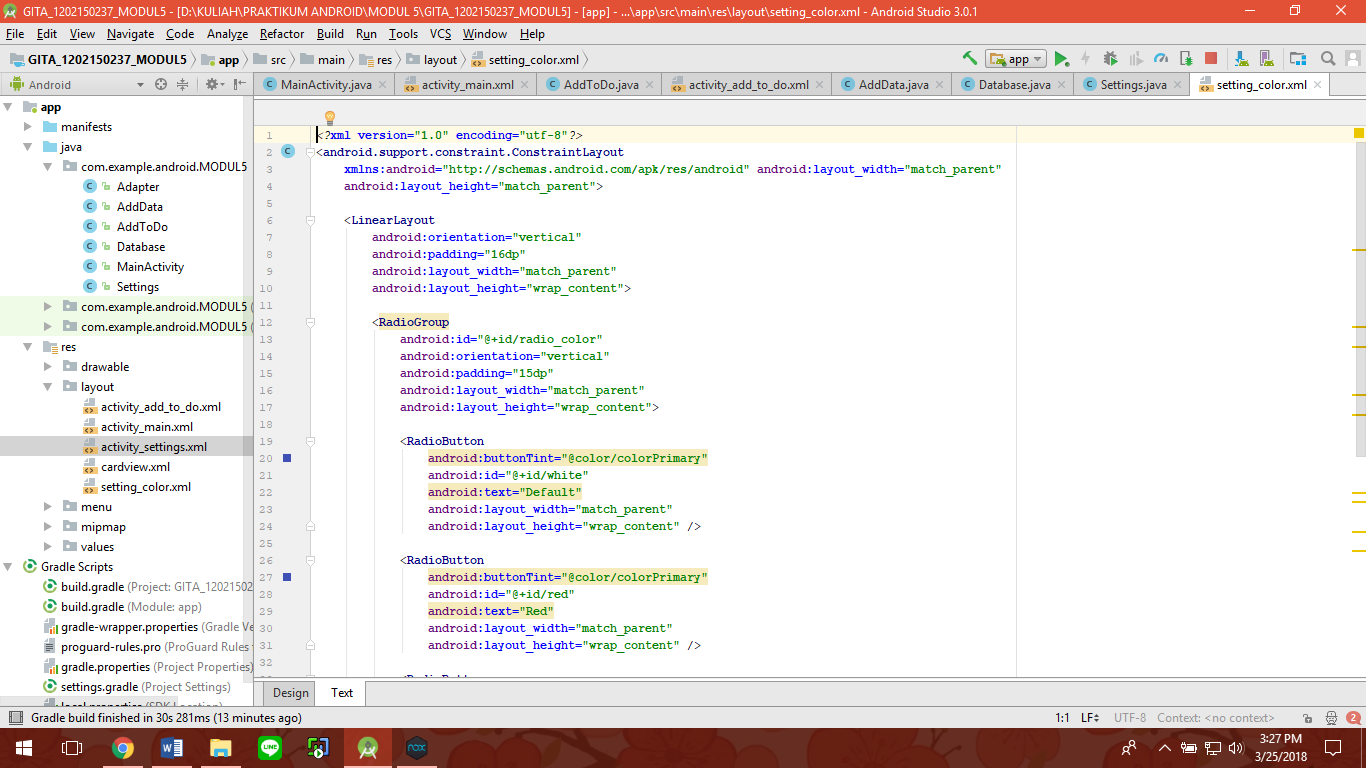 GITA_1202150237_MODUL5 - [D:\KULIAH\PRAKTIKUM ANDROID\MODUL 5\GITA_1202150237_MODUL5] - [app] - ...\app\src\main\res\layout\setting_color.xml - Android Studio 3.0.1
File Edit View Navigate Code Analyze Refactor Build Run Tools VCS Window Help
GITA_1202150237_MODUL5 app src main res layout setting_color.xml app
Android
MainActivity.java activity_main.xml AddToDo.java activity_add_to_do.xml AddData.java Database.java Settings.java setting_color.xml
app
manifests
java
com.example.android.MODUL5
Adapter
AddData
AddToDo
Database
MainActivity
Settings
com.example.android.MODUL5 (
com.example.android.MODUL5 (
res
drawable
layout
activity_add_to_do.xml
activity_main.xml
activity_settings.xml
cardview.xml
setting_color.xml
menu
mipmap
values
Gradle Scripts
build.gradle (Project: GITA_12021502
build.gradle (Module: app)
gradle-wrapper.properties (Gradle Ve
proguard-rules.pro (ProGuard Rules
gradle.properties (Project Properties)
settings.gradle (Project Settings)
local.properties (SDK Location)
1 <?xml version="1.0" encoding="utf-8"?>
2 <android.support.constraint.ConstraintLayout
3 xmlns:android="http://schemas.android.com/apk/res/android" android:layout_width="match_parent"
4 android:layout_height="match_parent">
5
6 <LinearLayout
7 android:orientation="vertical"
8 android:padding="16dp"
9 android:layout_width="match_parent"
10 android:layout_height="wrap_content">
11
12 <RadioGroup
13 android:id="@+id/radio_color"
14 android:orientation="vertical"
15 android:padding="15dp"
16 android:layout_width="match_parent"
17 android:layout_height="wrap_content">
18
19 <RadioButton
20 android:buttonTint="@color/colorPrimary"
21 android:id="@+id/white"
22 android:text="Default"
23 android:layout_width="match_parent"
24 android:layout_height="wrap_content" />
25
26 <RadioButton
27 android:buttonTint="@color/colorPrimary"
28 android:id="@+id/red"
29 android:text="Red"
30 android:layout_width="match_parent"
31 android:layout_height="wrap_content" />
32
Design Text
Gradle build finished in 30s 281ms (13 minutes ago) 1:1 LF UTF-8 Context: <no context> 2
nox
3:27 PM
3/25/2018